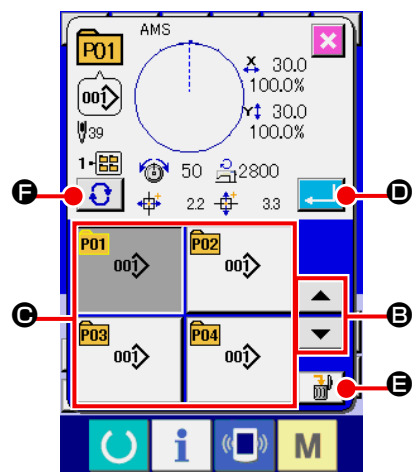 AMS
P01
X 30.0
100.0%
001
Y 30.0
100.0%
39
1-
50 2800
F
D
2.2 3.3
P01
001
P02
001
C
B
P03
001
P04
001
E
i
M